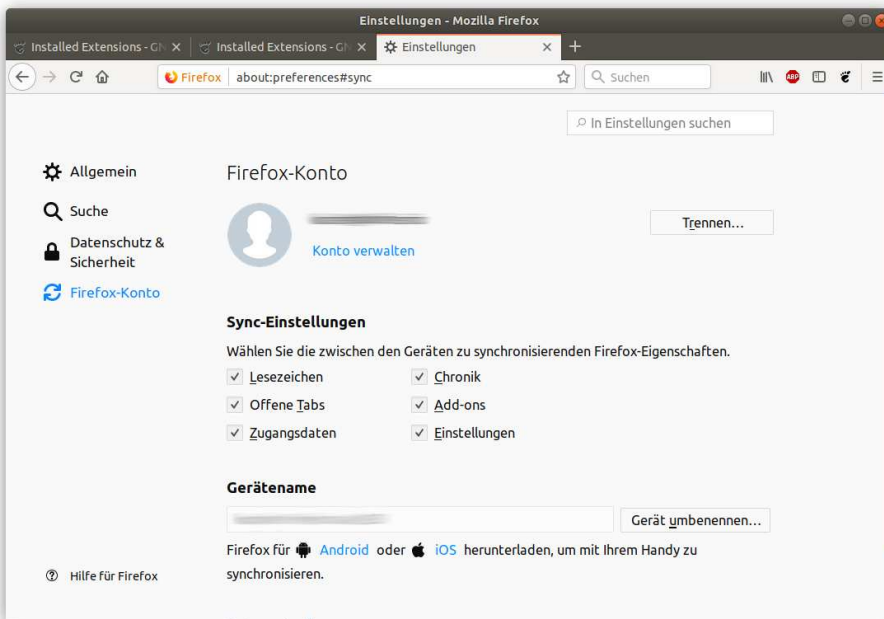 Einstellungen - Mozilla Firefox
Installed Extensions - GN
Installed Extensions - GN
Einstellungen
Firefox about:preferences#sync
Suchen
ABP
In Einstellungen suchen
Allgemein
Suche
Datenschutz &
Sicherheit
Firefox-Konto
Firefox-Konto
Konto verwalten
Trennen...
Sync-Einstellungen
Wählen Sie die zwischen den Geräten zu synchronisierenden Firefox-Eigenschaften.
Lesezeichen Chronik
Offene Tabs Add-ons
Zugangsdaten Einstellungen
Gerätename
Gerät umbenennen...
Firefox für Android oder iOS herunterladen, um mit Ihrem Handy zu
synchronisieren.
Hilfe für Firefox